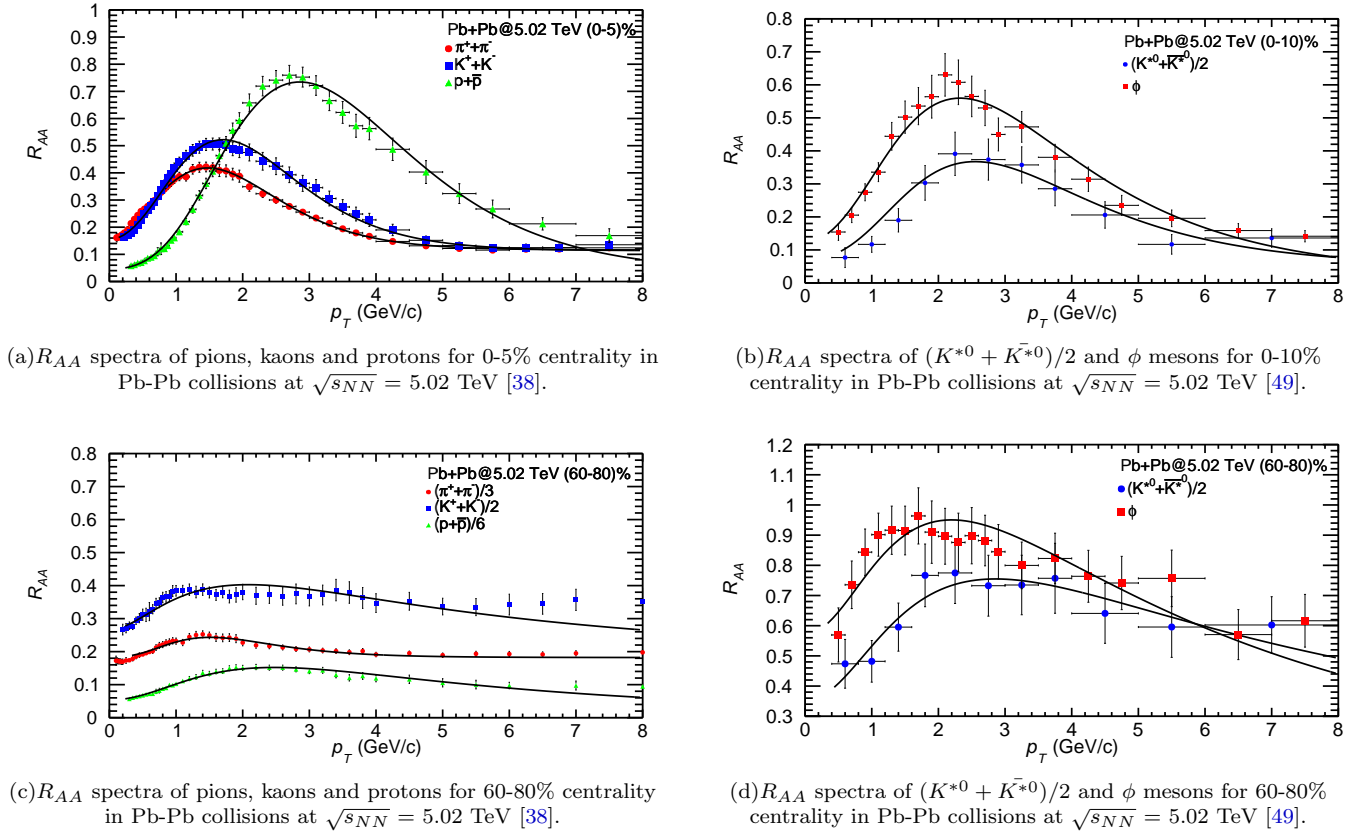 Pb+Pb@5.02 TeV (0-5)%
π⁺+π⁻
K⁺+K⁻
p+p̅
R_AA
1
0.9
0.8
0.7
0.6
0.5
0.4
0.3
0.2
0.1
0
0 1 2 3 4 5 6 7 8
p_T (GeV/c)
(a)R_AA spectra of pions, kaons and protons for 0-5% centrality in
Pb-Pb collisions at √s_NN = 5.02 TeV [38].
Pb+Pb@5.02 TeV (0-10)%
(K*⁰+K̅*⁰)/2
ϕ
R_AA
0.8
0.7
0.6
0.5
0.4
0.3
0.2
0.1
0
0 1 2 3 4 5 6 7 8
p_T (GeV/c)
(b)R_AA spectra of (K*⁰ + K̅*⁰)/2 and ϕ mesons for 0-10%
centrality in Pb-Pb collisions at √s_NN = 5.02 TeV [49].
Pb+Pb@5.02 TeV (60-80)%
(π⁺+π⁻)/3
(K⁺+K⁻)/2
(p+p̅)/6
R_AA
0.8
0.7
0.6
0.5
0.4
0.3
0.2
0.1
0
0 1 2 3 4 5 6 7 8
p_T (GeV/c)
(c)R_AA spectra of pions, kaons and protons for 60-80% centrality
in Pb-Pb collisions at √s_NN = 5.02 TeV [38].
Pb+Pb@5.02 TeV (60-80)%
(K*⁰+K̅*⁰)/2
ϕ
R_AA
1.2
1.1
1
0.9
0.8
0.7
0.6
0.5
0.4
0.3
0 1 2 3 4 5 6 7 8
p_T (GeV/c)
(d)R_AA spectra of (K*⁰ + K̅*⁰)/2 and ϕ mesons for 60-80%
centrality in Pb-Pb collisions at √s_NN = 5.02 TeV [49].